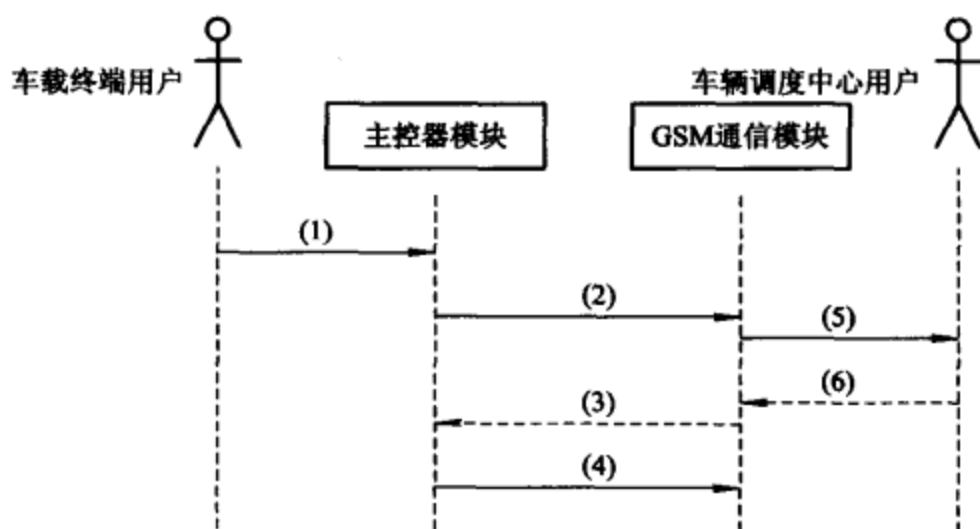 车载终端用户
车辆调度中心用户
主控器模块
GSM通信模块
(1)
(2)
(5)
(6)
(3)
(4)